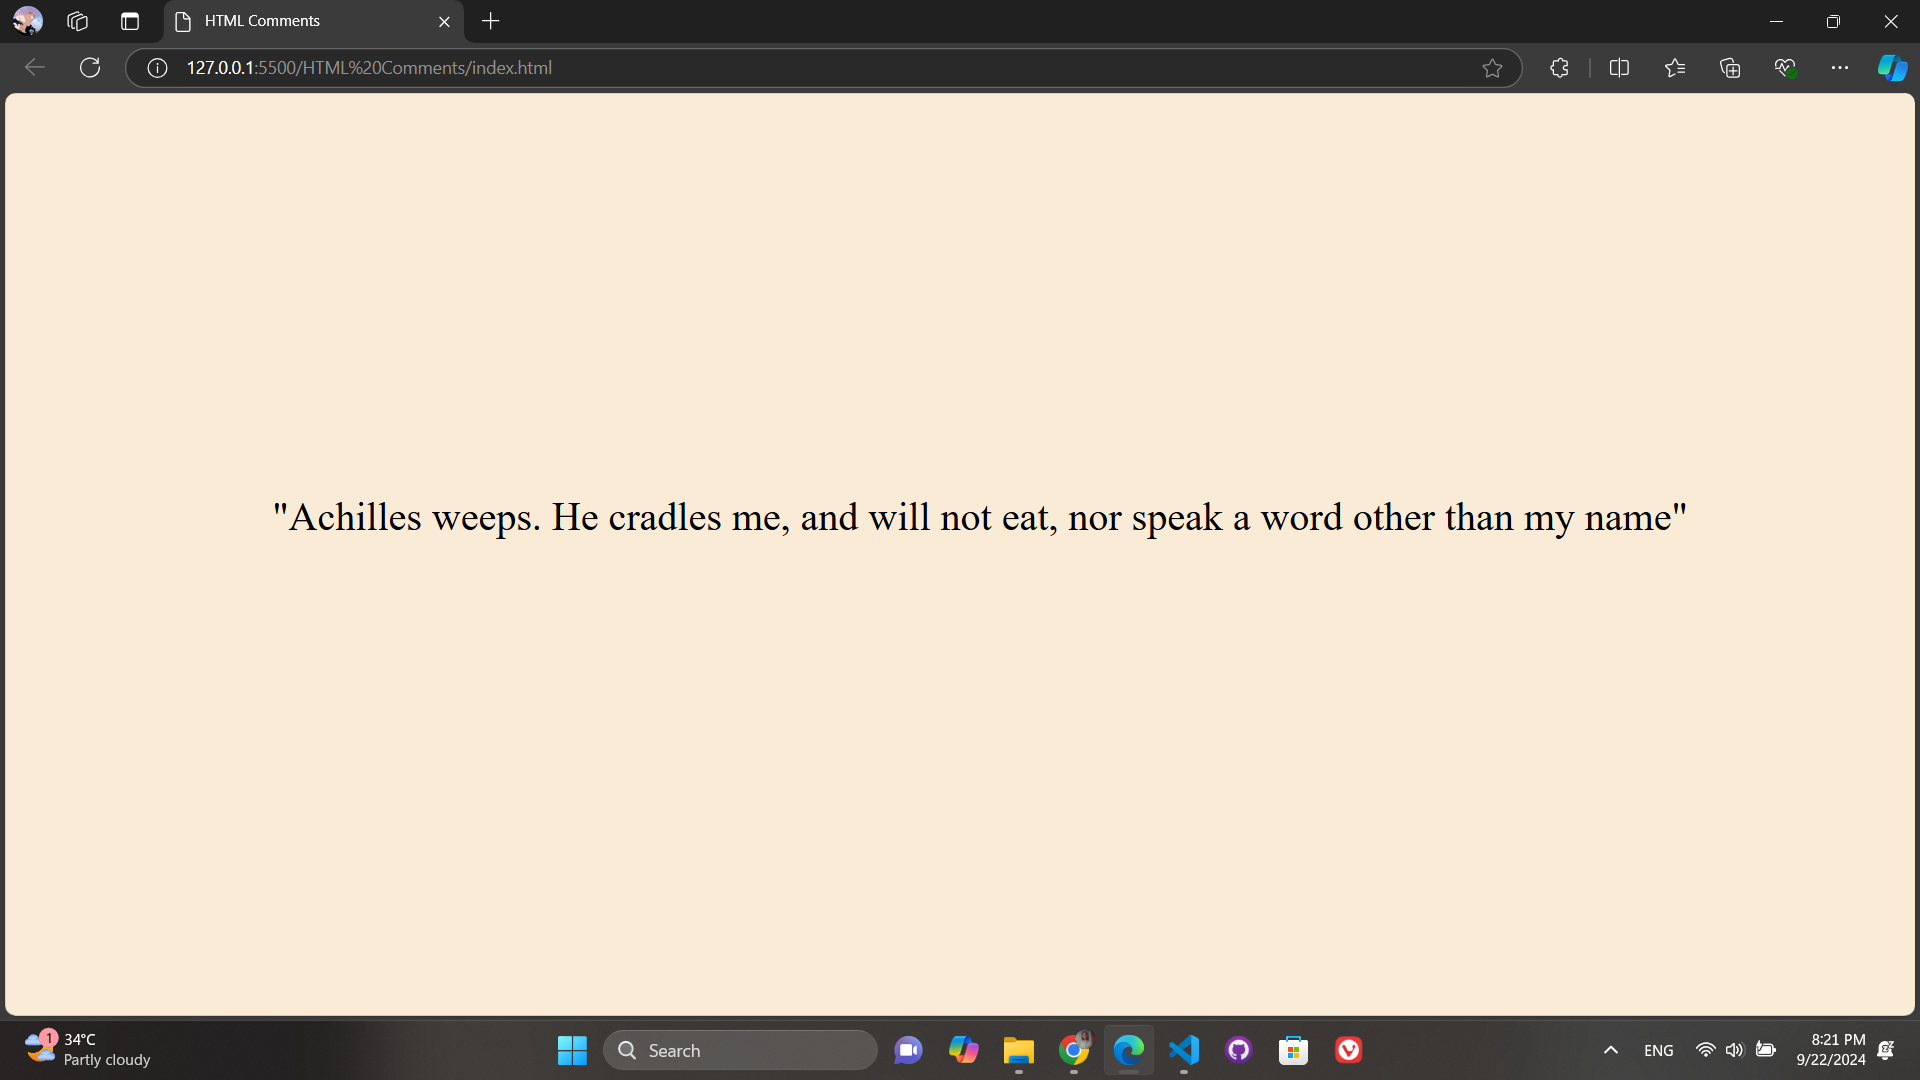 HTML Comments
127.0.0.1:5500/HTML%20Comments/index.html
"Achilles weeps. He cradles me, and will not eat, nor speak a word other than my name"
1
34°C
Partly cloudy
Search
ENG
8:21 PM
9/22/2024